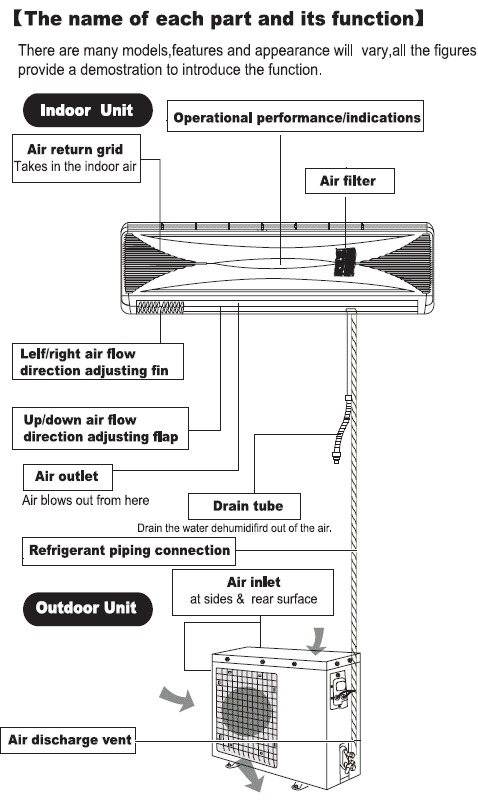 【The name of each part and its function】
There are many models,features and appearance will vary,all the figures
provide a demostration to introduce the function.
Indoor Unit
Operational performance/indications
Air return grid
Takes in the indoor air
Air filter
Lelf/right air flow
direction adjusting fin
Up/down air flow
direction adjusting flap
Air outlet
Air blows out from here
Drain tube
Drain the water dehumidifird out of the air.
Refrigerant piping connection
Air inlet
at sides & rear surface
Outdoor Unit
Air discharge vent